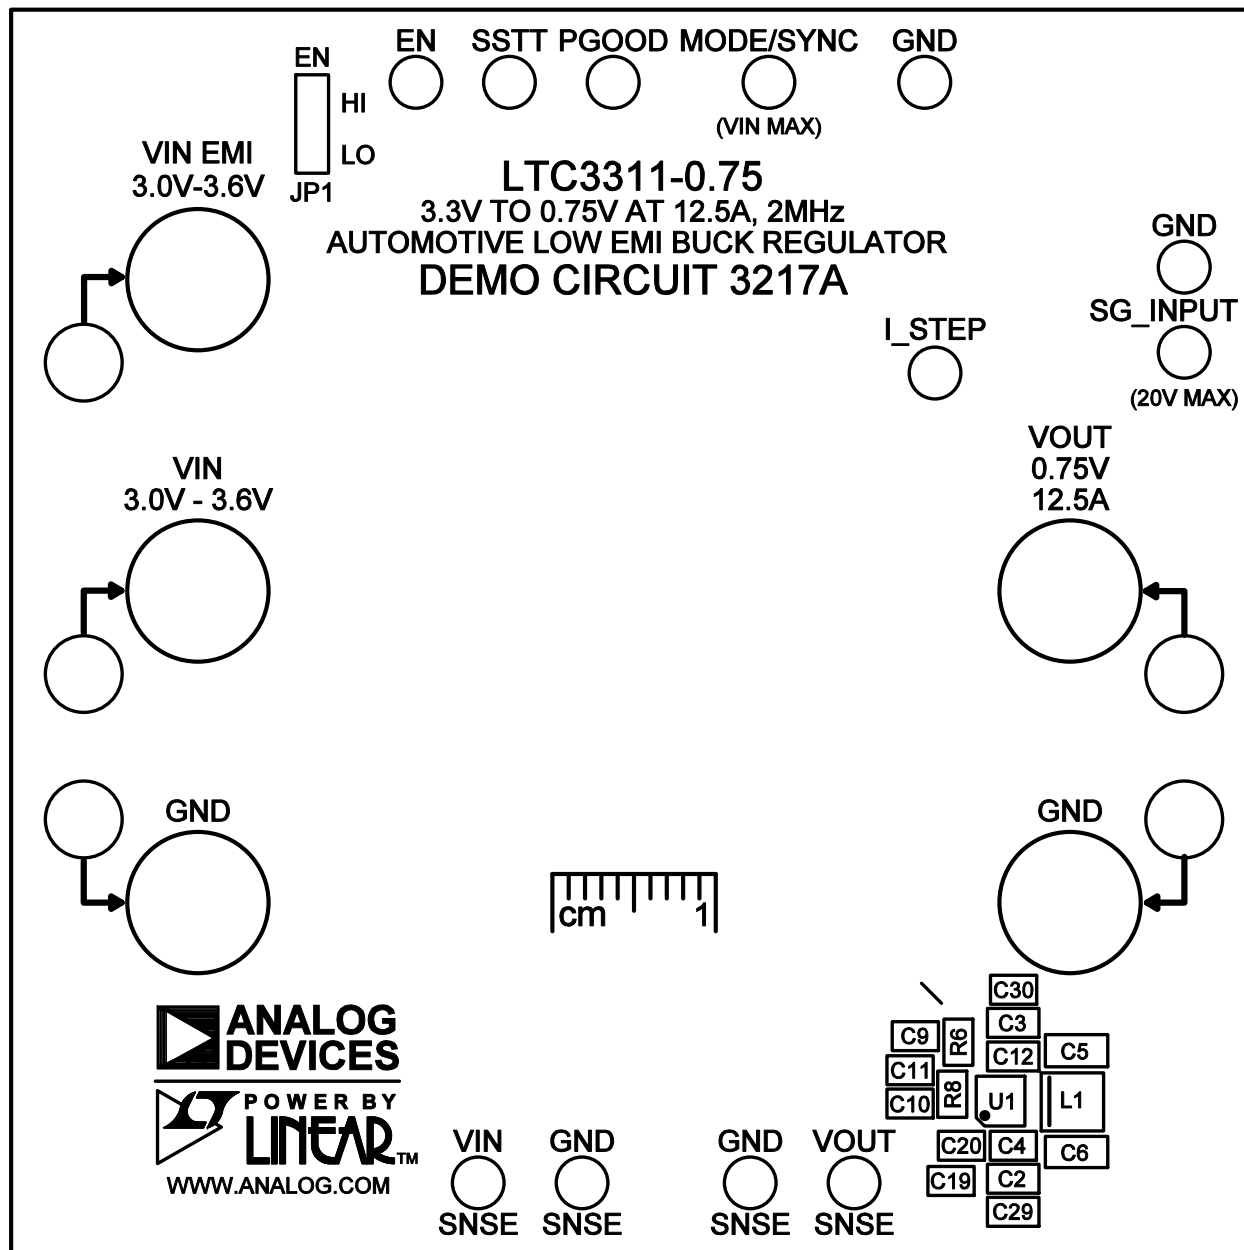 EN SSTT PGOOD MODE/SYNC GND
EN
HI
(VIN MAX)
LO
JP1
VIN EMI
3.0V-3.6V
LTC3311-0.75
3.3V TO 0.75V AT 12.5A, 2MHz
AUTOMOTIVE LOW EMI BUCK REGULATOR
DEMO CIRCUIT 3217A
GND
SG_INPUT
(20V MAX)
I_STEP
VIN
3.0V - 3.6V
VOUT
0.75V
12.5A
GND
GND
cm 1
C30
C3
C9
R6
C12
C5
C11
R8
C10
U1
L1
C20
C4
C6
C19
C2
C29
ANALOG
DEVICES
POWER BY
LINEAR TM
WWW.ANALOG.COM
VIN
SNSE
GND
SNSE
GND
SNSE
VOUT
SNSE